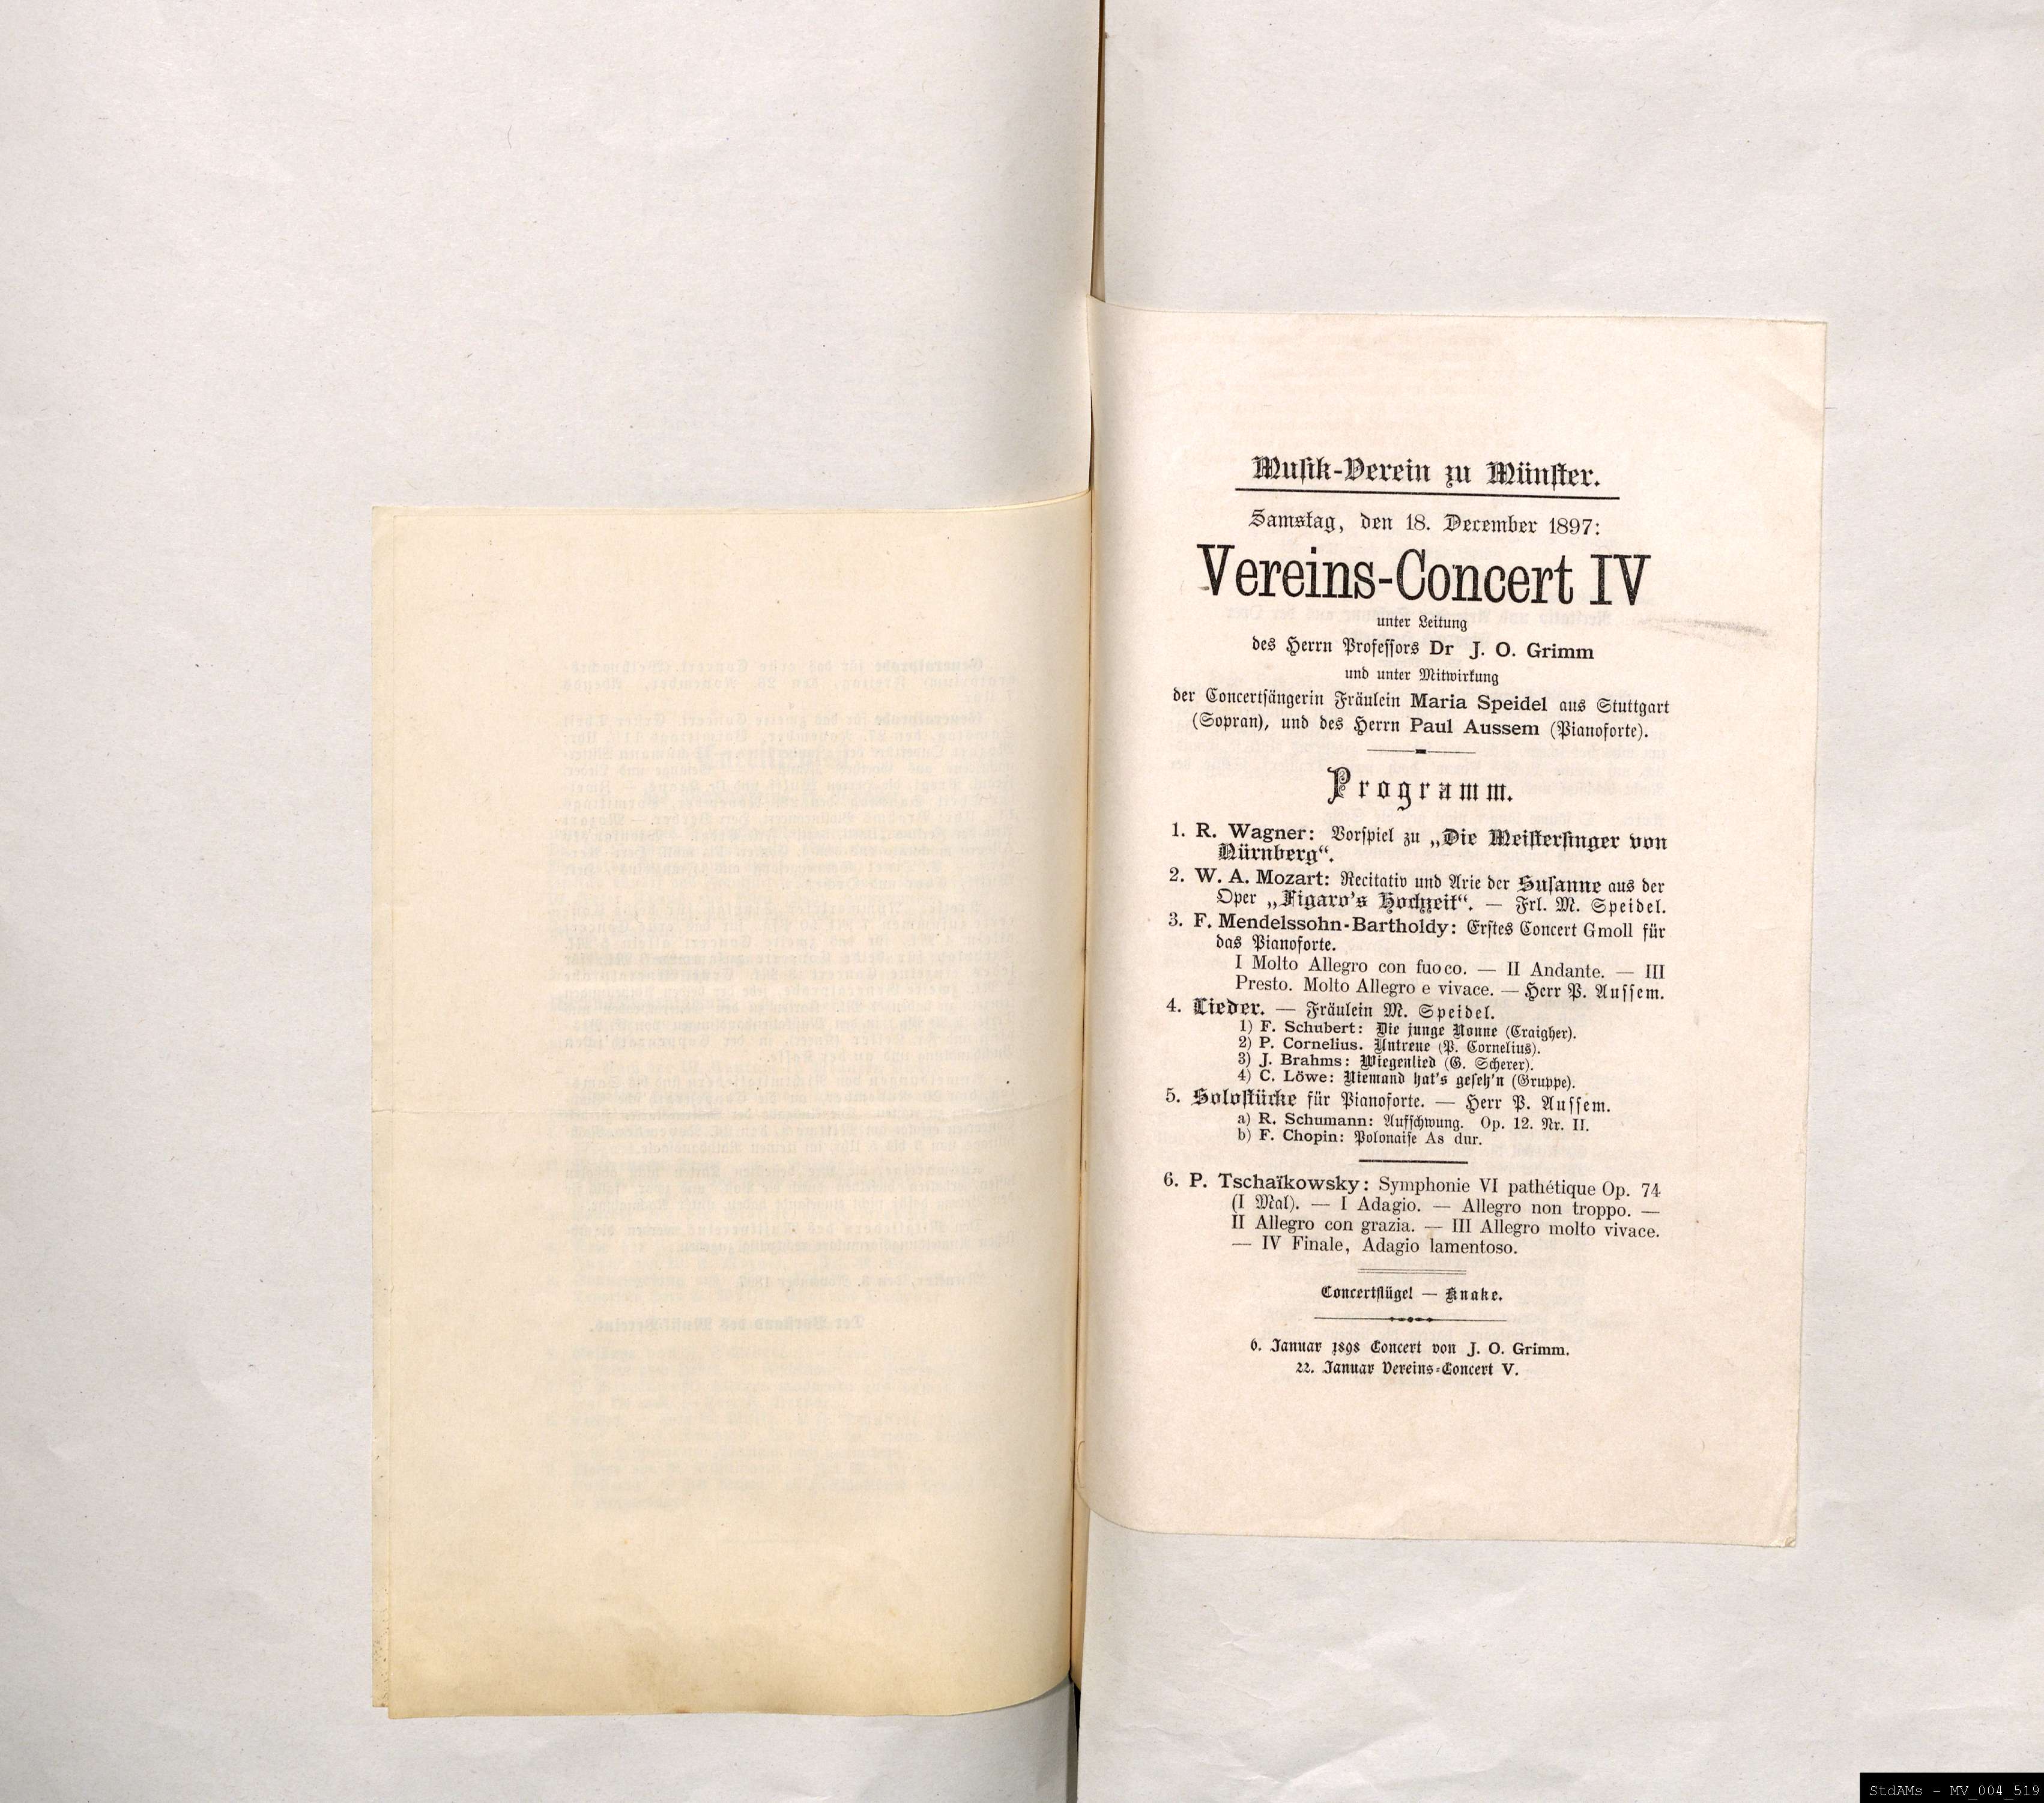 Musik-Verein zu Münster.
Samstag, den 18. December 1897:
Vereins-Concert IV
unter Leitung
des Herrn Professors Dr J. O. Grimm
und unter Mitwirkung
der Concertsängerin Fräulein Maria Speidel aus Stuttgart
(Sopran), und des Herrn Paul Aussem (Pianoforte).
Programm.
1. R. Wagner: Vorspiel zu „Die Meistersinger von
Nürnberg“.
2. W. A. Mozart: Recitativ und Arie der Susanne aus der
Oper „Figaro's Hochzeit“. — Frl. M. Speidel.
3. F. Mendelssohn-Bartholdy: Erstes Concert Gmoll für
das Pianoforte.
I Molto Allegro con fuoco. — II Andante. — III
Presto. Molto Allegro e vivace. — Herr P. Aussem.
4. Lieder. — Fräulein M. Speidel.
1) F. Schubert: Die junge Nonne (Craigher).
2) P. Cornelius. Untreue (P. Cornelius).
3) J. Brahms: Wiegenlied (G. Scherer).
4) C. Löwe: Niemand hat's geseh'n (Gruppe).
5. Solostücke für Pianoforte. — Herr P. Aussem.
a) R. Schumann: Aufschwung. Op. 12. Nr. II.
b) F. Chopin: Polonaise As dur.
6. P. Tschaïkowsky: Symphonie VI pathétique Op. 74
(I Mal). — I Adagio. — Allegro non troppo. —
II Allegro con grazia. — III Allegro molto vivace.
— IV Finale, Adagio lamentoso.
Concertflügel — Knake.
6. Januar 1898 Concert von J. O. Grimm.
22. Januar Vereins-Concert V.
StdAMs - MV_004_519